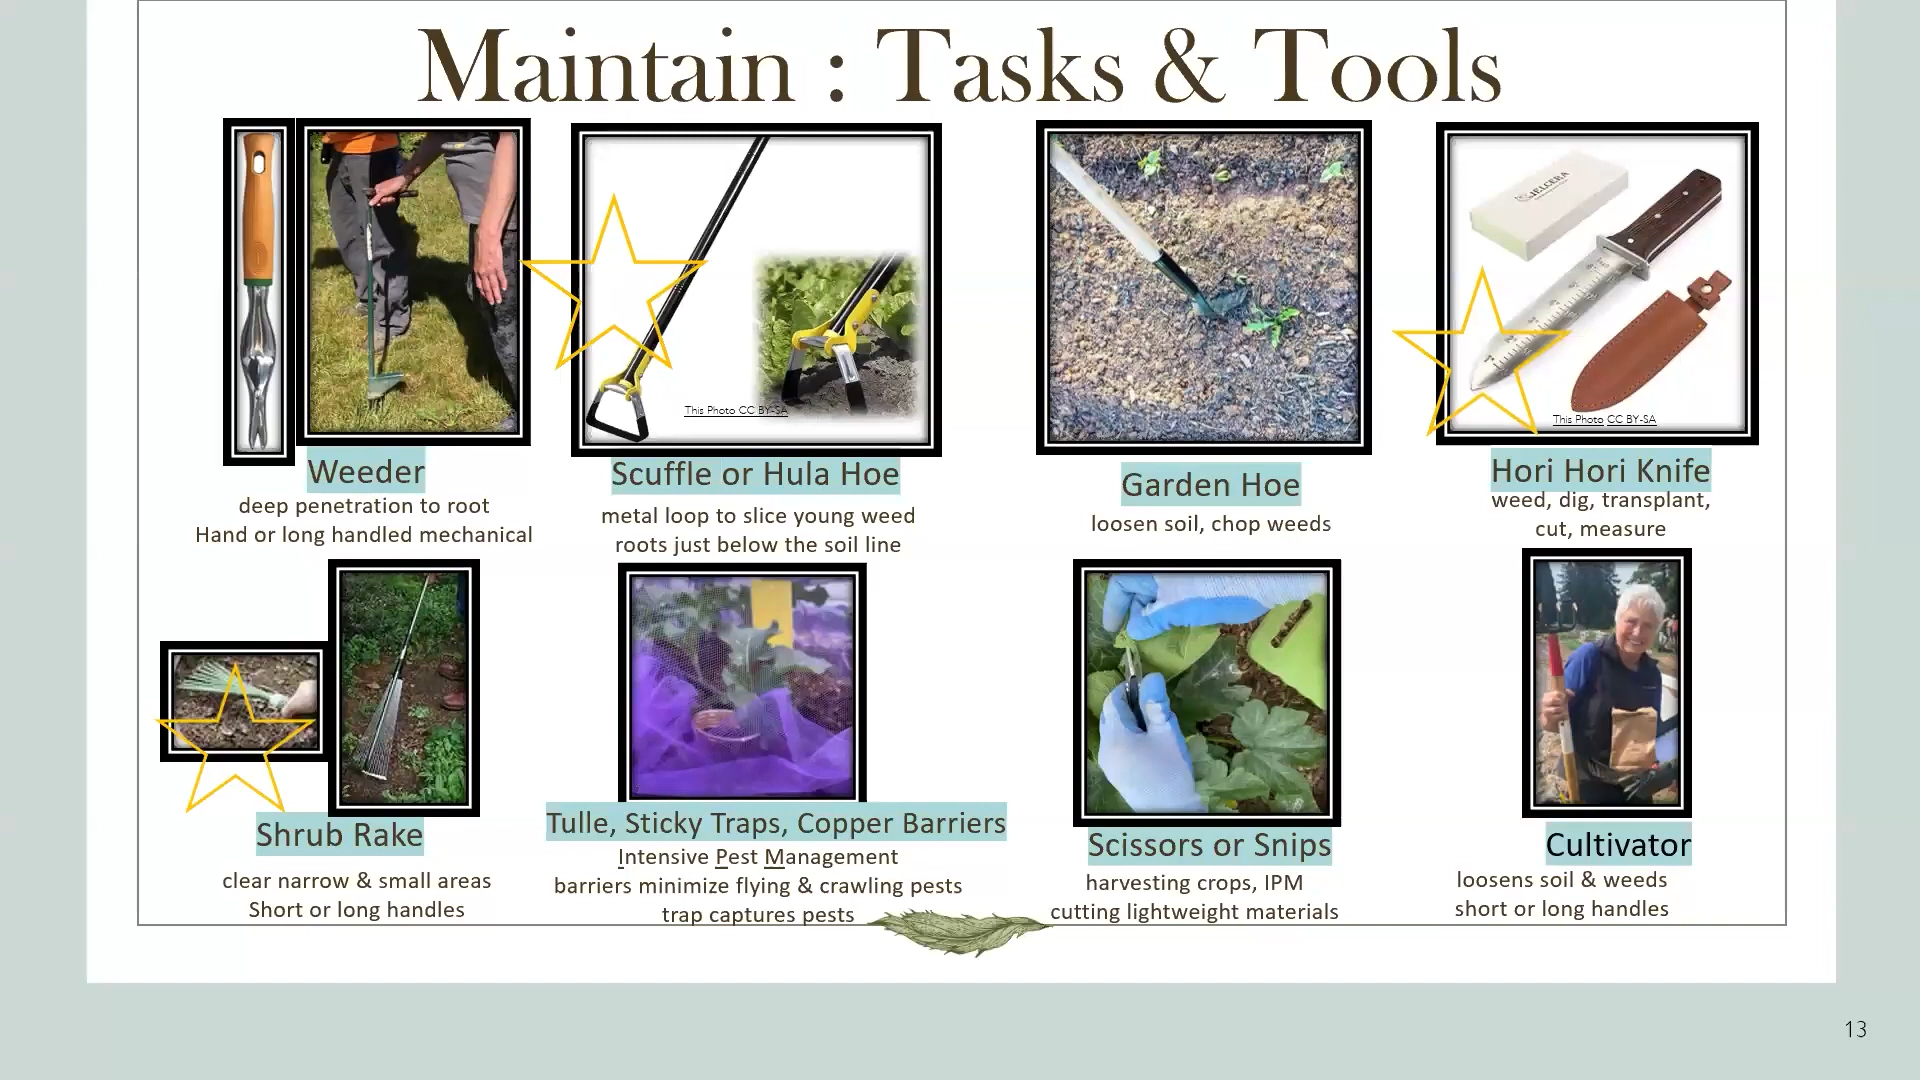 Maintain : Tasks & Tools
This Photo CC BY-SA
This Photo CC BY-SA
Weeder
deep penetration to root
Hand or long handled mechanical
Scuffle or Hula Hoe
metal loop to slice young weed
roots just below the soil line
Garden Hoe
loosen soil, chop weeds
Hori Hori Knife
weed, dig, transplant,
cut, measure
Shrub Rake
clear narrow & small areas
Short or long handles
Tulle, Sticky Traps, Copper Barriers
Intensive Pest Management
barriers minimize flying & crawling pests
trap captures pests
Scissors or Snips
harvesting crops, IPM
cutting lightweight materials
Cultivator
loosens soil & weeds
short or long handles
13